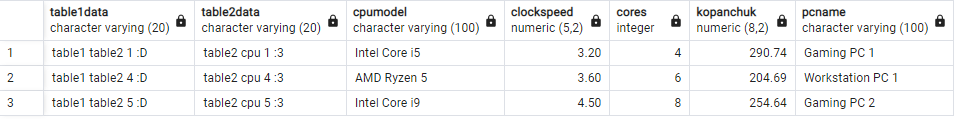 table1data table2data cpumodel clockspeed cores kopanchuk pcname
character varying (20) character varying (20) character varying (100) numeric (5,2) integer numeric (8,2) character varying (100)
1 table1 table2 1 :D table2 cpu 1 :3 Intel Core i5 3.20 4 290.74 Gaming PC 1
2 table1 table2 4 :D table2 cpu 4 :3 AMD Ryzen 5 3.60 6 204.69 Workstation PC 1
3 table1 table2 5 :D table2 cpu 5 :3 Intel Core i9 4.50 8 254.64 Gaming PC 2